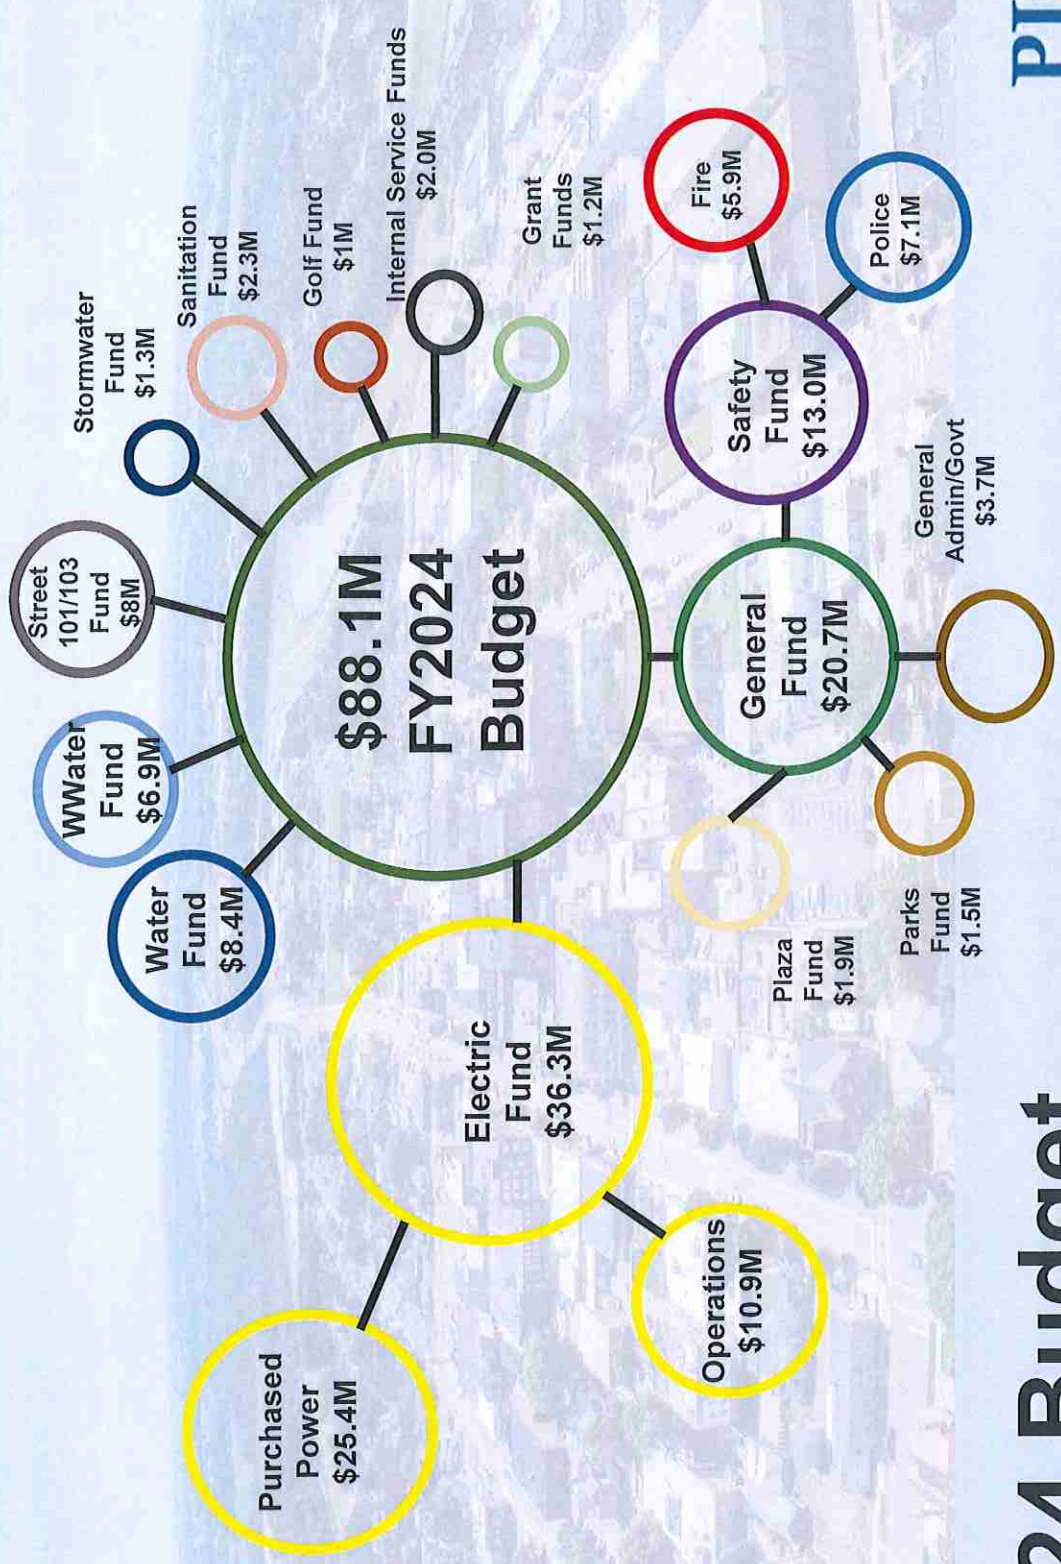 24 Budget
Purchased
Power
$25.4M
Operations
$10.9M
Electric
Fund
$36.3M
Water
Fund
$8.4M
WWater
Fund
$6.9M
Street
101/103
Fund
$8M
Stormwater
Fund
$1.3M
Sanitation
Fund
$2.3M
Golf Fund
$1M
Internal Service Funds
$2.0M
Grant
Funds
$1.2M
$88.1M
FY2024
Budget
General
Fund
$20.7M
Safety
Fund
$13.0M
Fire
$5.9M
Police
$7.1M
General
Admin/Govt
$3.7M
Parks
Fund
$1.5M
Plaza
Fund
$1.9M